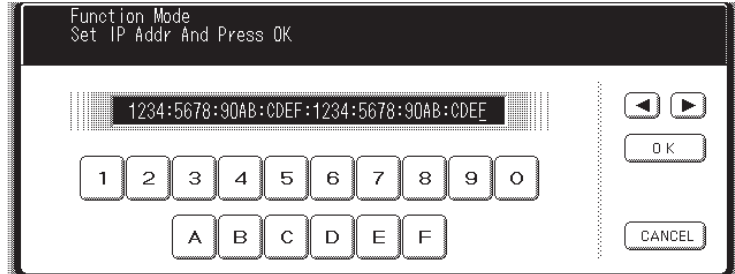 Function Mode
Set IP Addr And Press OK
1234:5678:90AB:CDEF:1234:5678:90AB:CDEF
OK
1 2 3 4 5 6 7 8 9 0
A B C D E F
CANCEL